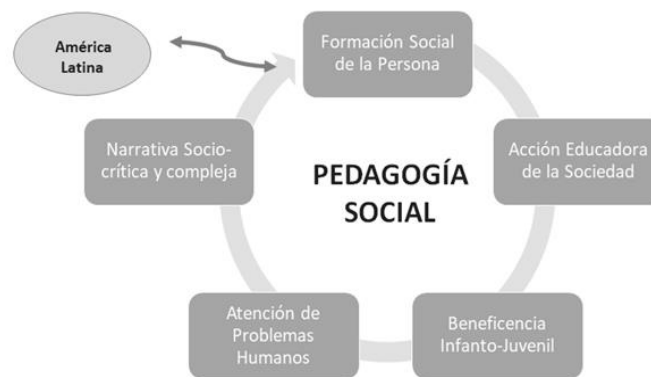 América
Latina
Formación Social
de la Persona
Narrativa Socio-
crítica y compleja
Acción Educadora
de la Sociedad
PEDAGOGÍA
SOCIAL
Atención de
Problemas
Humanos
Beneficencia
Infanto-Juvenil